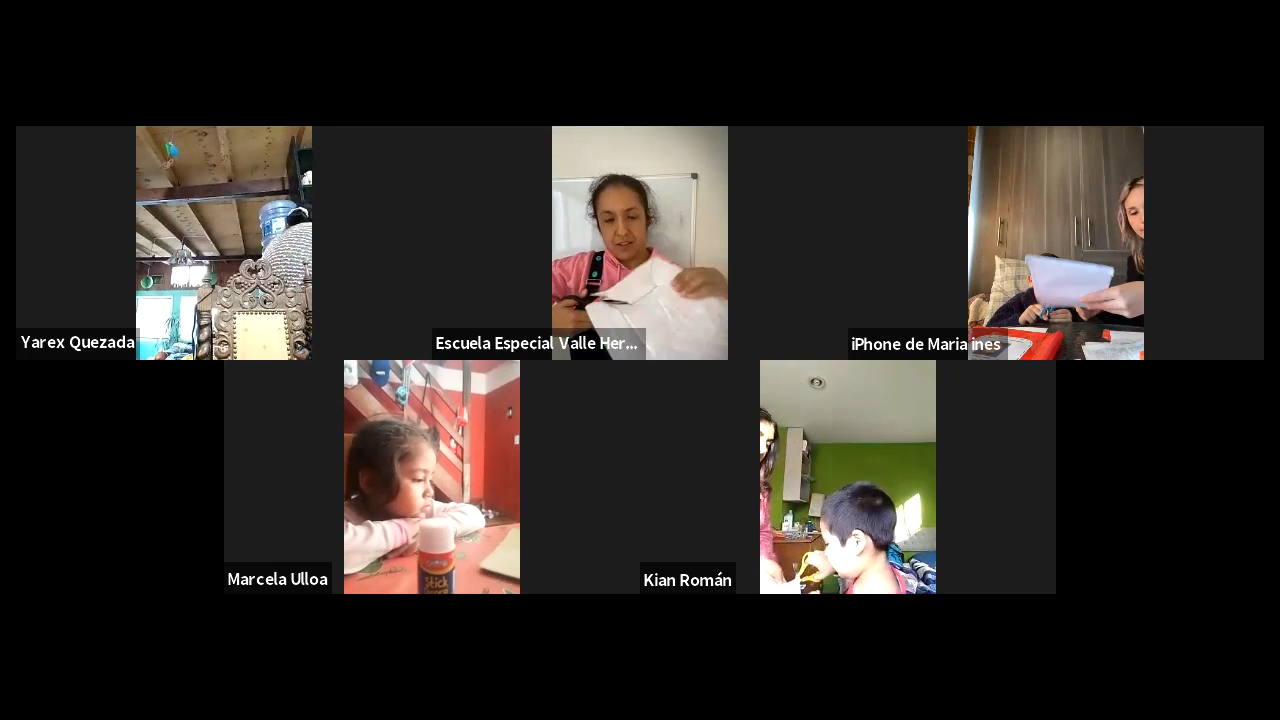 Yarex Quezada
Escuela Especial Valle Her...
iPhone de Maria ines
Stick
Marcela Ulloa
Kian Román